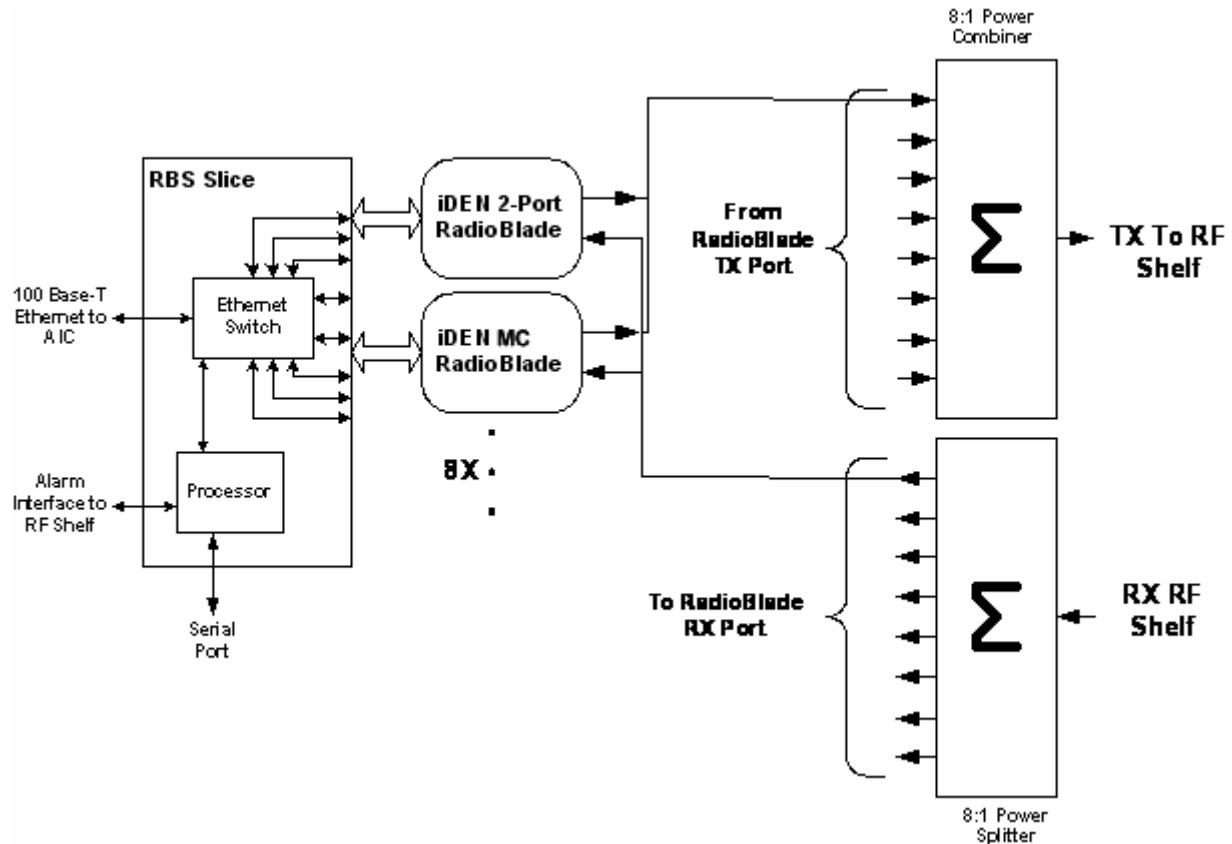 8:1 Power
Combiner
RBS Slice
iDEN 2-Port
RadioBlade
From
RadioBlade
TX Port
Σ
TX To RF
Shelf
100 Base-T
Ethernet to
AIC
Ethernet
Switch
iDEN MC
RadioBlade
8X
Alarm
Interface to
RF Shelf
Processor
Serial
Port
To RadioBlade
RX Port
Σ
RX RF
Shelf
8:1 Power
Splitter